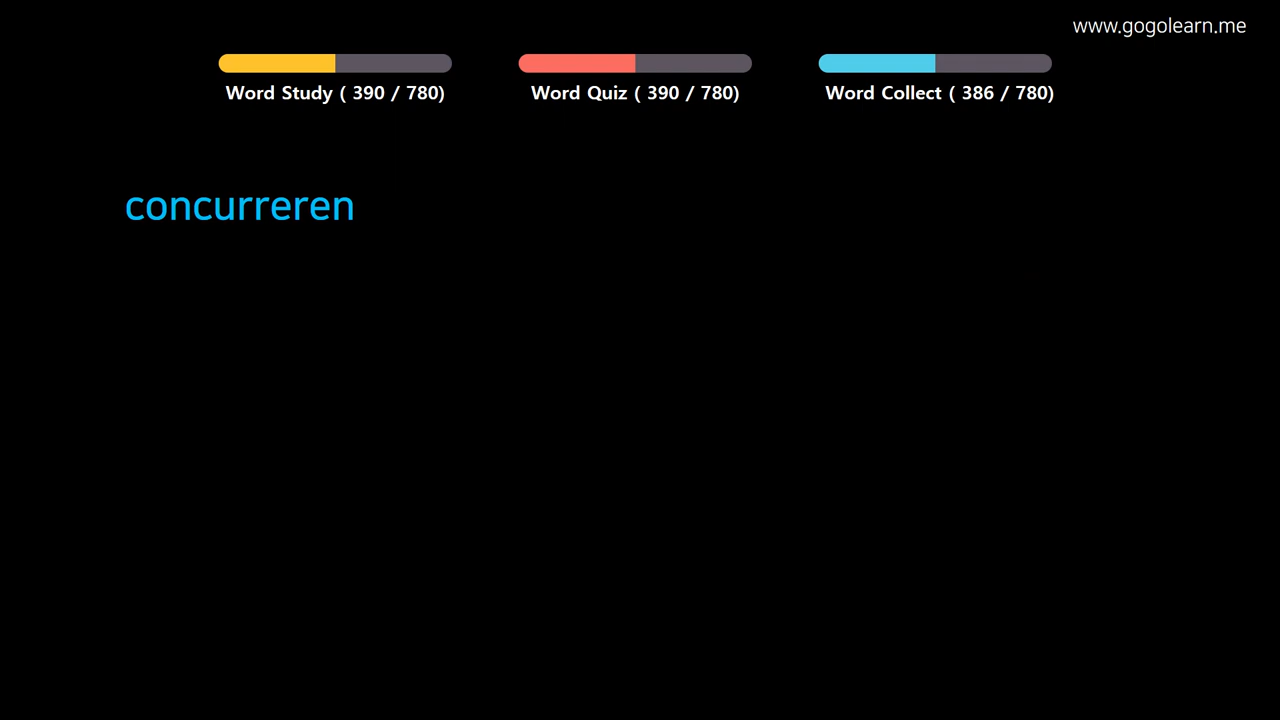 www.gogolearn.me
Word Study ( 390 / 780)
Word Quiz ( 390 / 780)
Word Collect ( 386 / 780)
concurreren